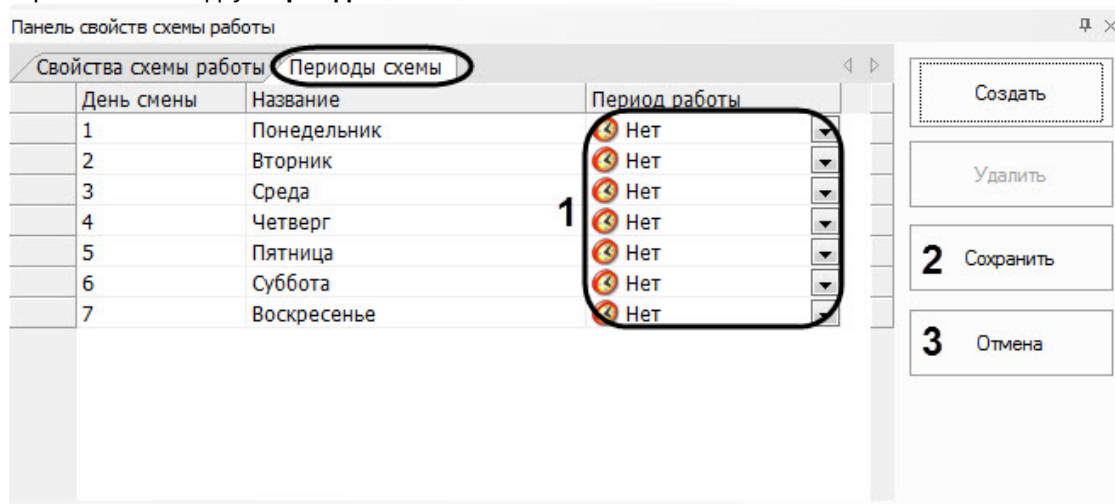 Панель свойств схемы работы
Свойства схемы работы Периоды схемы
День смены Название Период работы
1 Понедельник Нет
2 Вторник Нет
3 Среда Нет
4 Четверг 1 Нет
5 Пятница Нет
6 Суббота Нет
7 Воскресенье Нет
Создать
Удалить
2 Сохранить
3 Отмена